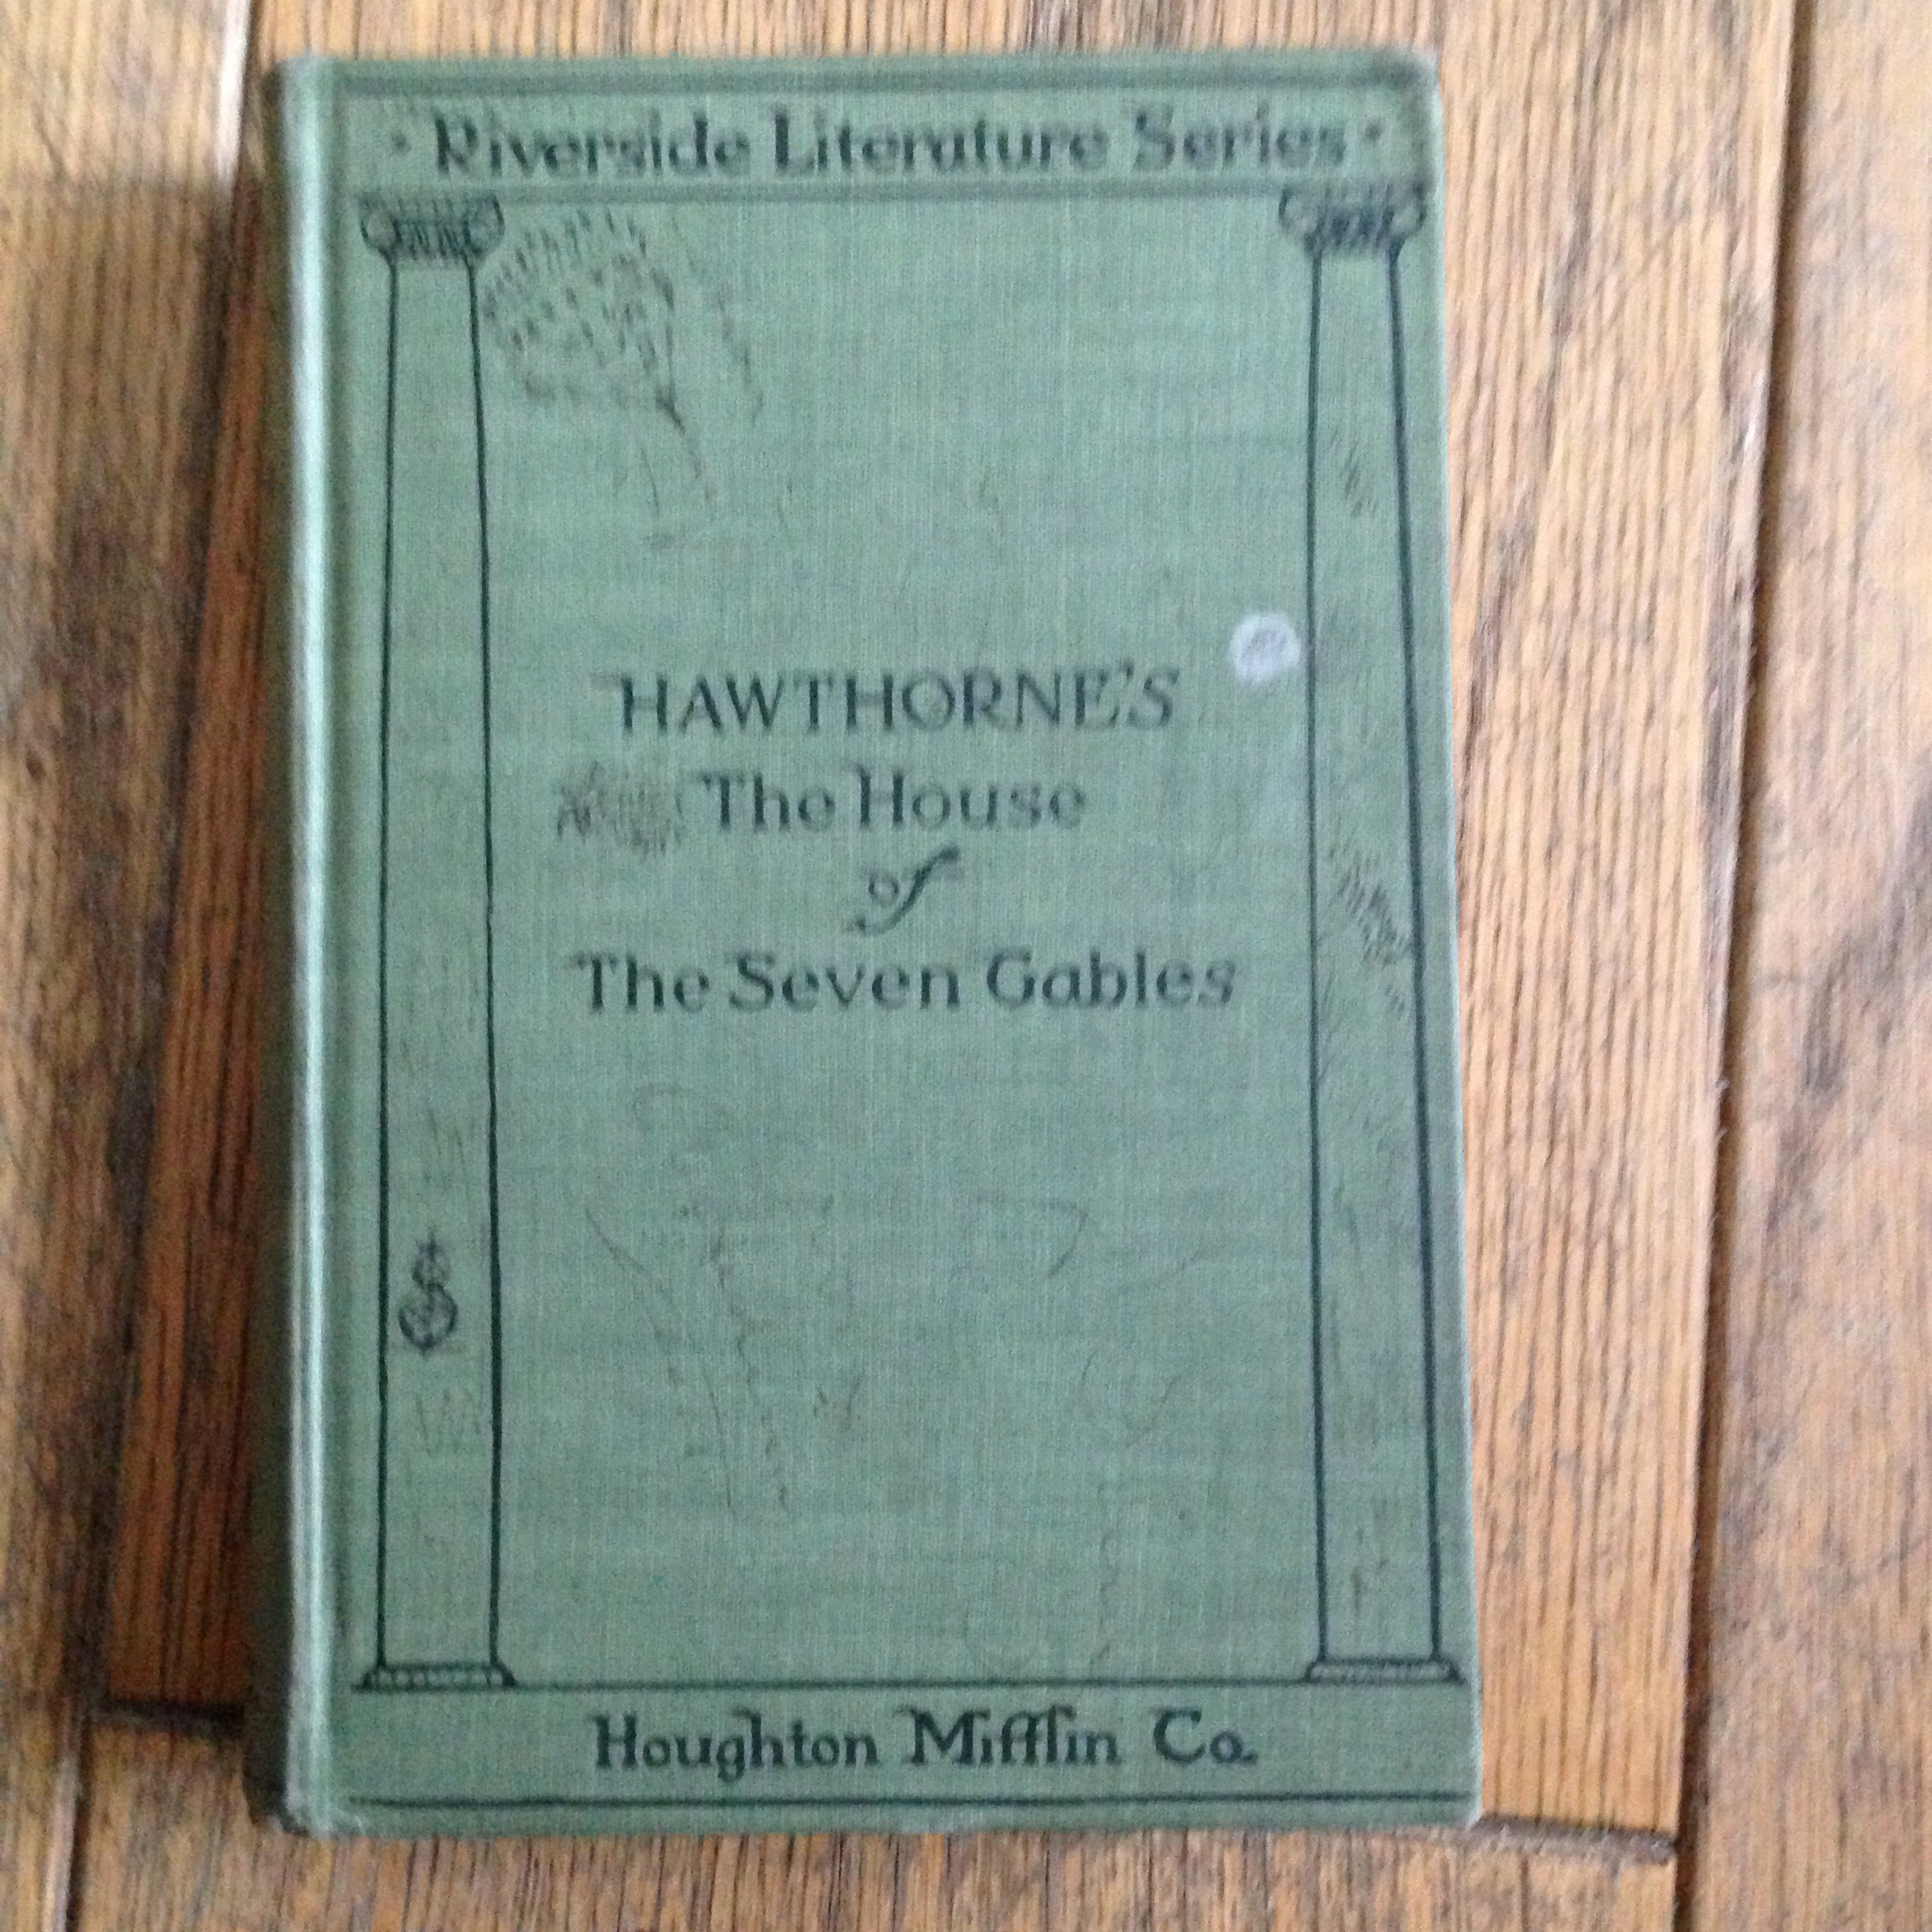 · Riverside Literature Series ·
HAWTHORNE'S
The House
of
The Seven Gables
Houghton Mifflin Co.